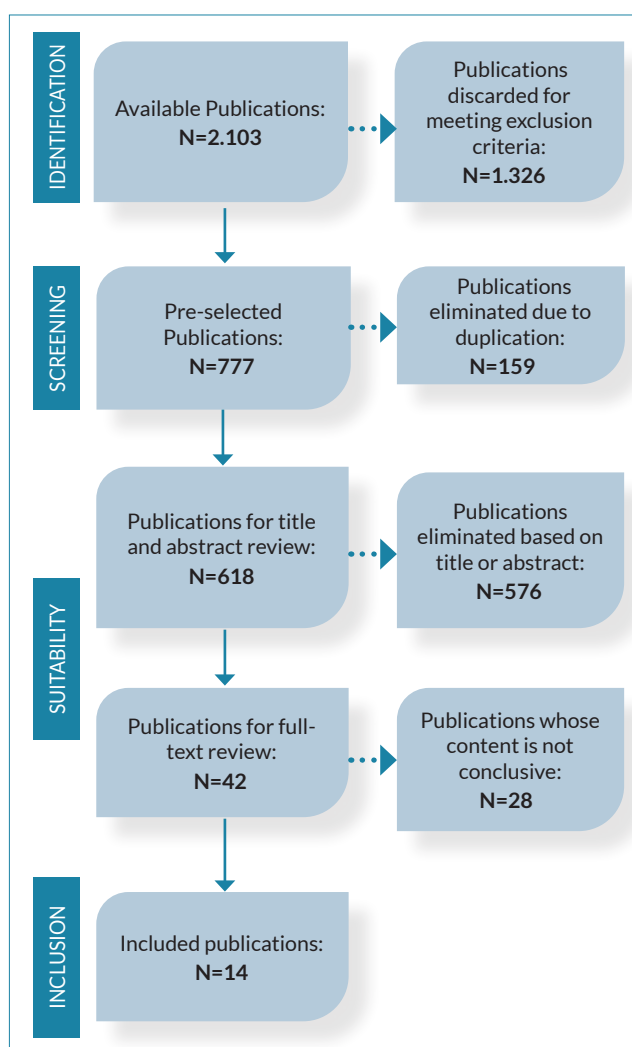 IDENTIFICATION
Available Publications:
N=2.103
Publications
discarded for
meeting exclusion
criteria:
N=1.326
SCREENING
Pre-selected
Publications:
N=777
Publications
eliminated due to
duplication:
N=159
SUITABILITY
Publications for title
and abstract review:
N=618
Publications
eliminated based on
title or abstract:
N=576
Publications for full-
text review:
N=42
Publications whose
content is not
conclusive:
N=28
INCLUSION
Included publications:
N=14